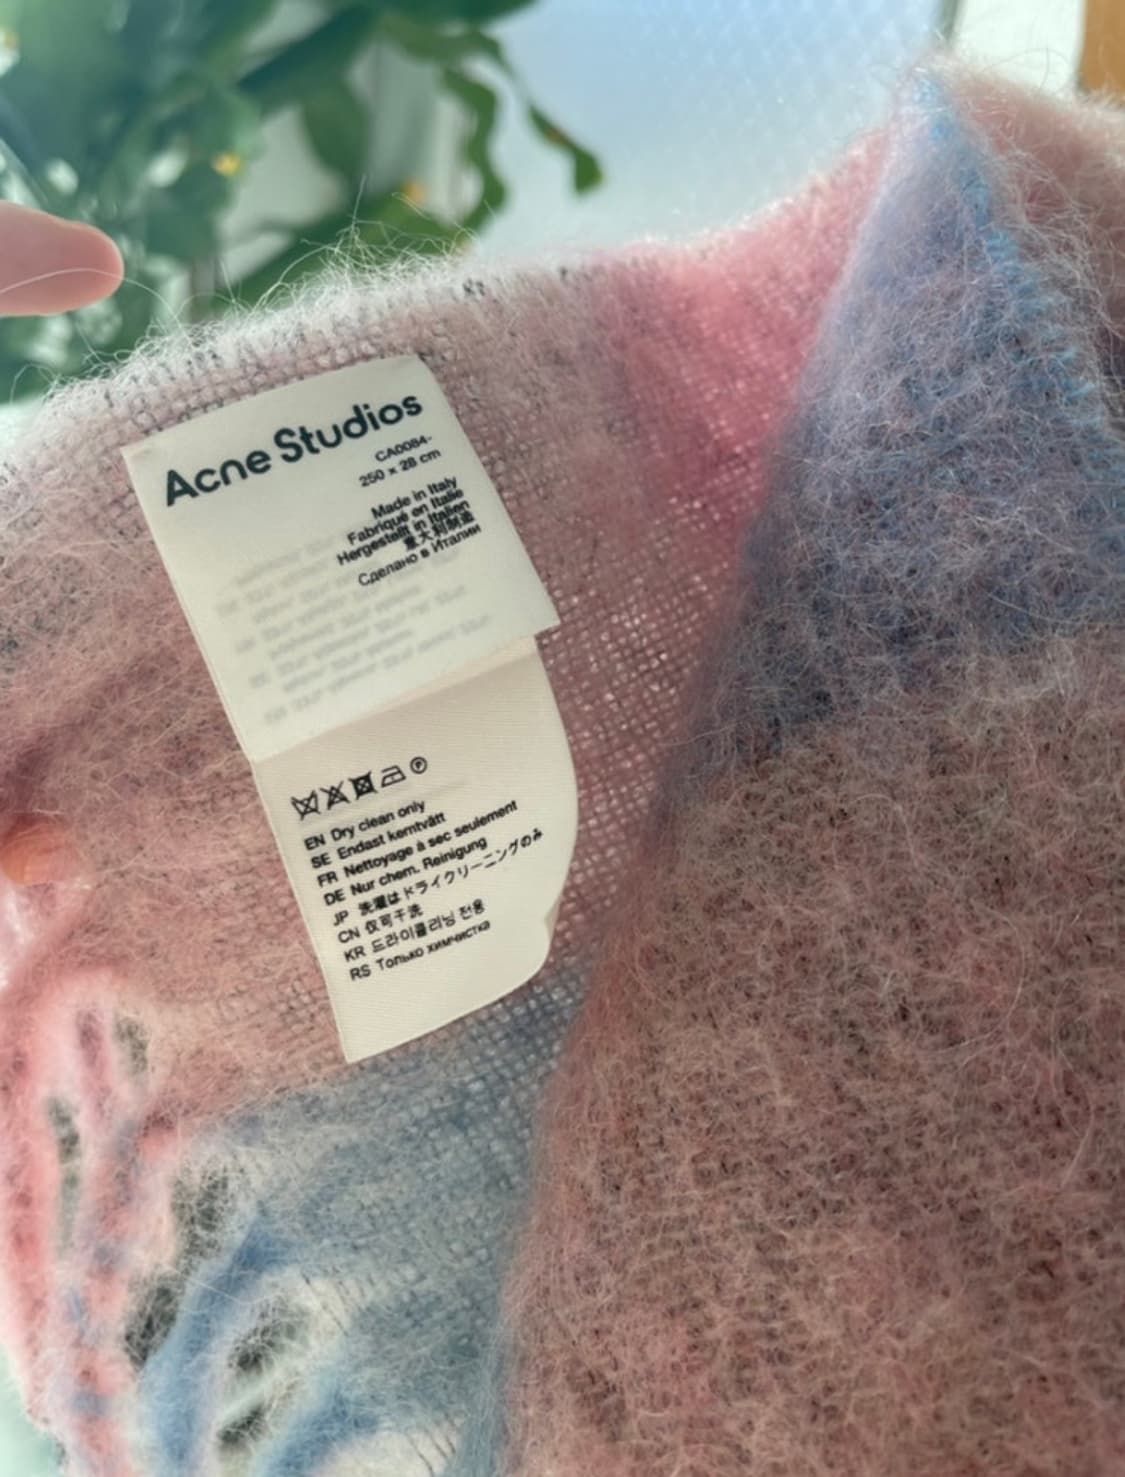 Acne Studios
CA0084-
250 x 28 cm
Made in Italy
Fabriqué en Italie
Hergestellt in Italien
意大利制造
Сделано в Италии
P
EN Dry clean only
SE Endast kemtvätt
FR Nettoyage à sec seulement
DE Nur chem. Reinigung
JP 洗濯はドライクリーニングのみ
CN 仅可干洗
KR 드라이클리닝 전용
RS Только химчистка